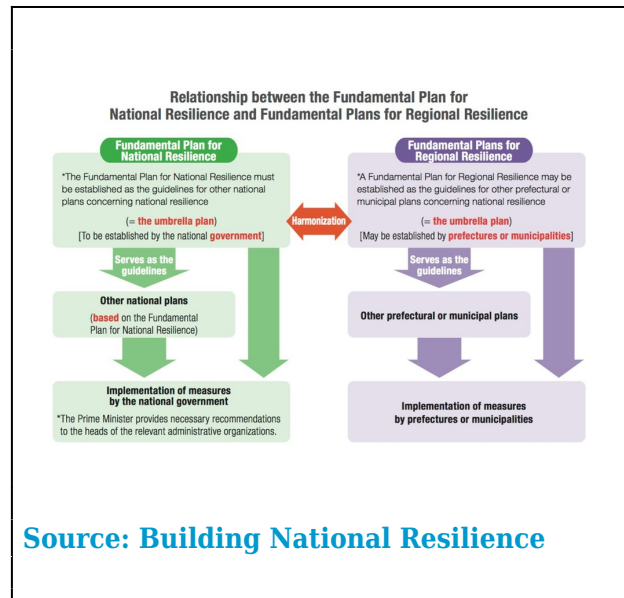 Relationship between the Fundamental Plan for
National Resilience and Fundamental Plans for Regional Resilience
Fundamental Plan for
National Resilience
*The Fundamental Plan for National Resilience must
be established as the guidelines for other national
plans concerning national resilience
(= the umbrella plan)
[To be established by the national government]
Serves as the
guidelines
Other national plans
(based on the Fundamental
Plan for National Resilience)
Implementation of measures
by the national government
*The Prime Minister provides necessary recommendations
to the heads of the relevant administrative organizations.
Harmonization
Fundamental Plans for
Regional Resilience
*A Fundamental Plan for Regional Resilience may be
established as the guidelines for other prefectural or
municipal plans concerning national resilience
(= the umbrella plan)
[May be established by prefectures or municipalities]
Serves as the
guidelines
Other prefectural or municipal plans
Implementation of measures
by prefectures or municipalities
Source: Building National Resilience